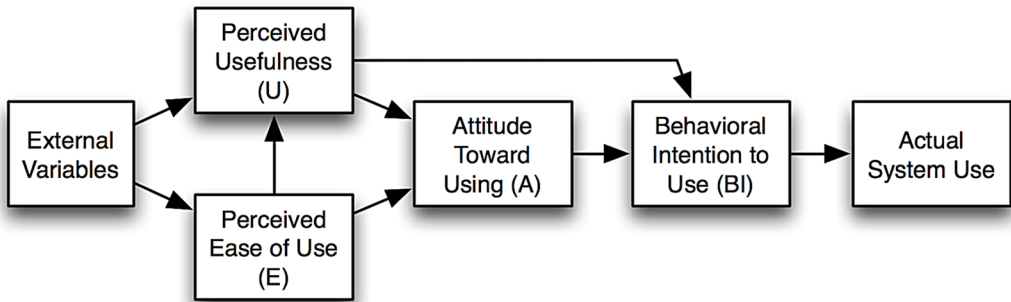 Perceived
Usefulness
(U)
External
Variables
Perceived
Ease of Use
(E)
Attitude
Toward
Using (A)
Behavioral
Intention to
Use (BI)
Actual
System Use